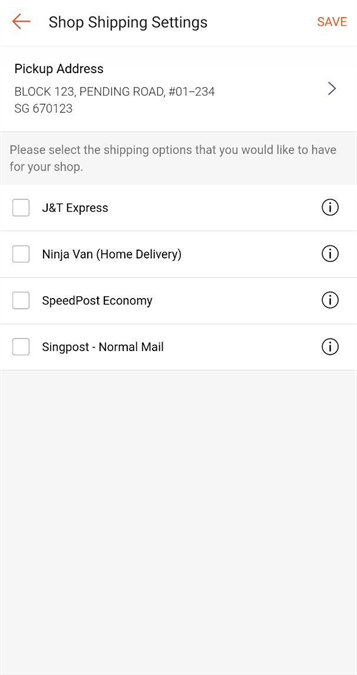 Shop Shipping Settings SAVE
Pickup Address
BLOCK 123, PENDING ROAD, #01-234
SG 670123
Please select the shipping options that you would like to have
for your shop.
J&T Express
Ninja Van (Home Delivery)
SpeedPost Economy
Singpost - Normal Mail